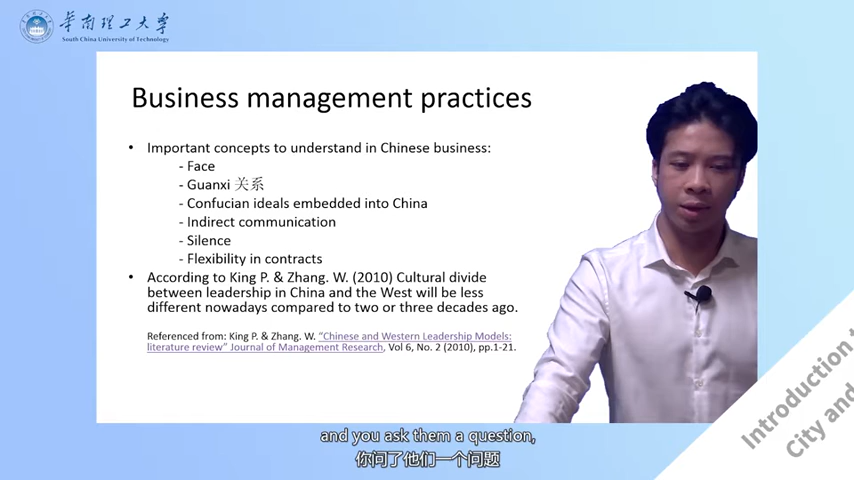 华南理工大学
South China University of Technology
Business management practices
• Important concepts to understand in Chinese business:
- Face
- Guanxi 关系
- Confucian ideals embedded into China
- Indirect communication
- Silence
- Flexibility in contracts
• According to King P. & Zhang. W. (2010) Cultural divide
between leadership in China and the West will be less
different nowadays compared to two or three decades ago.
Referenced from: King P. & Zhang. W. “Chinese and Western Leadership Models:
literature review” Journal of Management Research, Vol 6, No. 2 (2010), pp.1-21.
Introduction
City and
and you ask them a question,
你问了他们一个问题